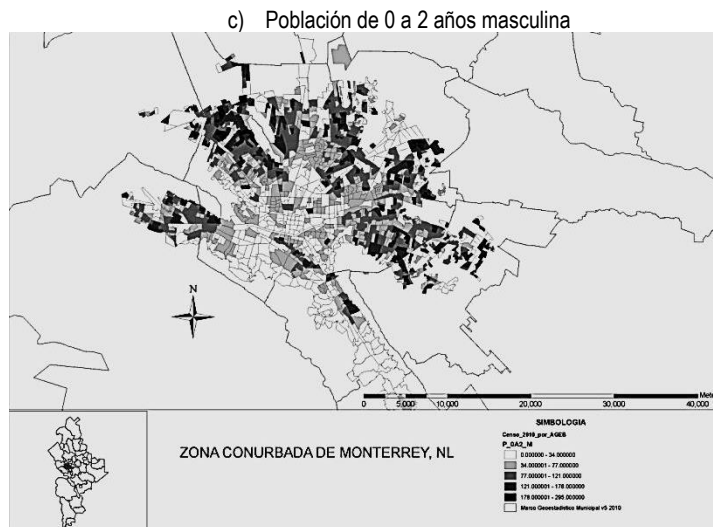 c) Población de 0 a 2 años masculina
N
0 5,000 10,000 20,000 30,000 40,000
ZONA CONURBADA DE MONTERREY, NL
SIMBOLOGIA
P_0A2_M
0.000000 - 34.000000
34.000001 - 77.000000
77.000001 - 121.000000
121.000001 - 178.000000
178.000001 - 295.000000
Marco Geoestadístico Municipal v5 2010